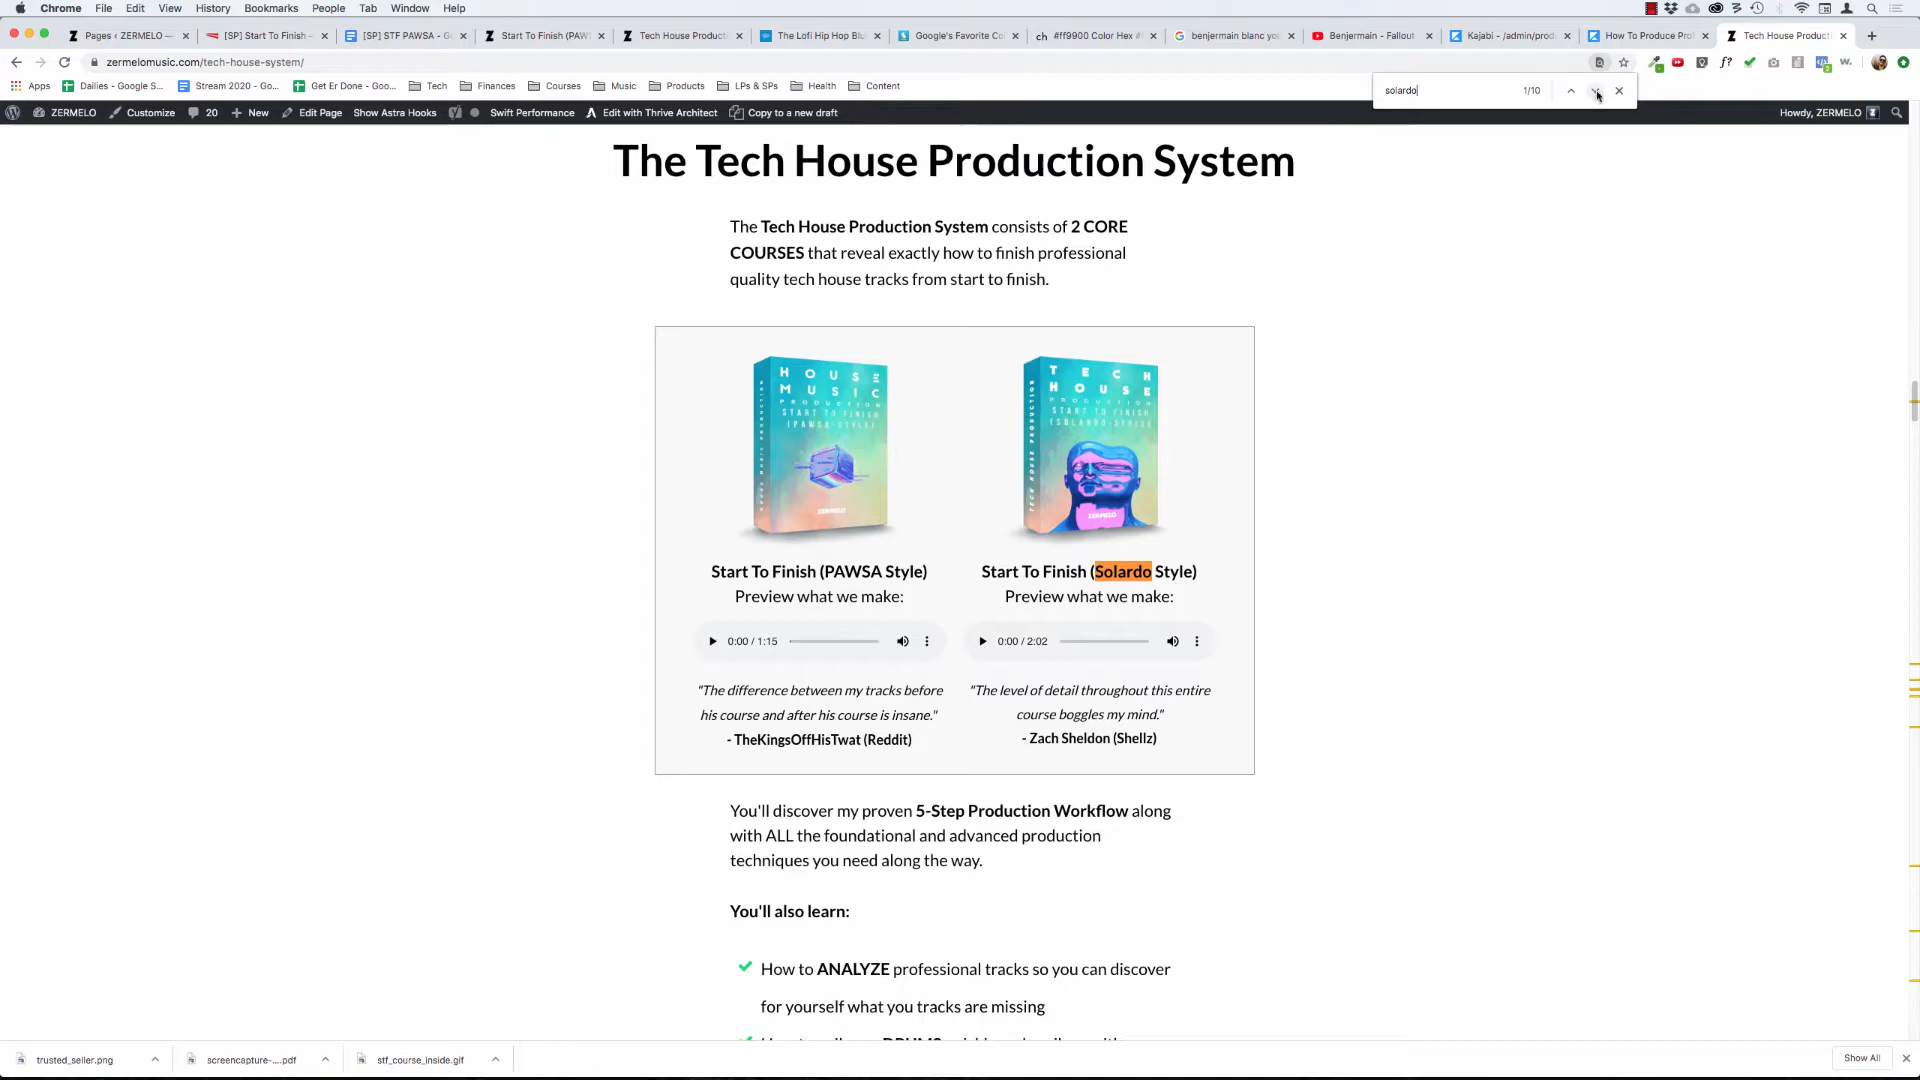 Chrome File Edit View History Bookmarks People Tab Window Help
Pages ‹ ZERMELO —
[SP] Start To Finish -
[SP] STF PAWSA - G
Start To Finish (PAW
Tech House Producti
The Lofi Hip Hop Blu
Google's Favorite Co
ch #ff9900 Color Hex #
benjermain blanc yo
Benjermain - Fallout
Kajabi - /admin/prod
How To Produce Pro
Tech House Product
zermelomusic.com/tech-house-system/
Apps Dailies - Google S... Stream 2020 - Go... Get Er Done - Goo... Tech Finances Courses Music Products LPs & SPs Health Content
solardo 1/10
ZERMELO Customize 20 New Edit Page Show Astra Hooks Swift Performance Edit with Thrive Architect Copy to a new draft Howdy, ZERMELO
The Tech House Production System
The Tech House Production System consists of 2 CORE
COURSES that reveal exactly how to finish professional
quality tech house tracks from start to finish.
HOUSE
MUSIC
PRODUCTION
START TO FINISH
(PAWSA-STYLE)
HOUSE MUSIC PRODUCTION
ZERMELO
TECH
HOUSE
PRODUCTION
START TO FINISH
(SOLARDO-STYLE)
TECH HOUSE PRODUCTION
ZERMELO
Start To Finish (PAWSA Style)
Preview what we make:
0:00 / 1:15
"The difference between my tracks before
his course and after his course is insane."
- TheKingsOffHisTwat (Reddit)
Start To Finish (Solardo Style)
Preview what we make:
0:00 / 2:02
"The level of detail throughout this entire
course boggles my mind."
- Zach Sheldon (Shellz)
You'll discover my proven 5-Step Production Workflow along
with ALL the foundational and advanced production
techniques you need along the way.
You'll also learn:
How to ANALYZE professional tracks so you can discover
for yourself what you tracks are missing
trusted_seller.png screencapture-....pdf stf_course_inside.gif Show All